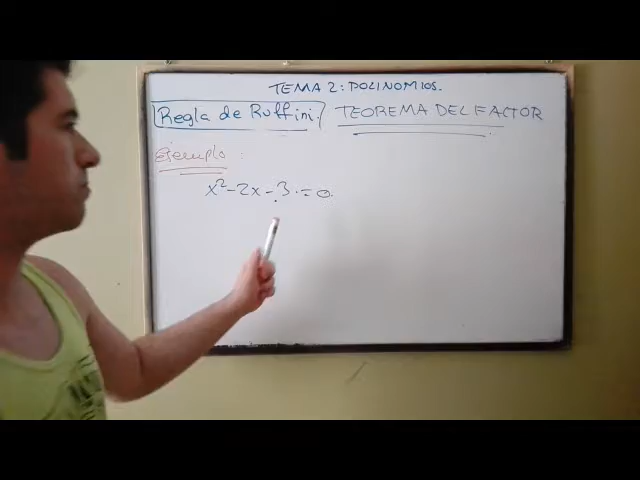 TEMA 2: POLINOMIOS.
Regla de Ruffini. TEOREMA DEL FACTOR
Ejemplo:
x² - 2x - 3 = 0.